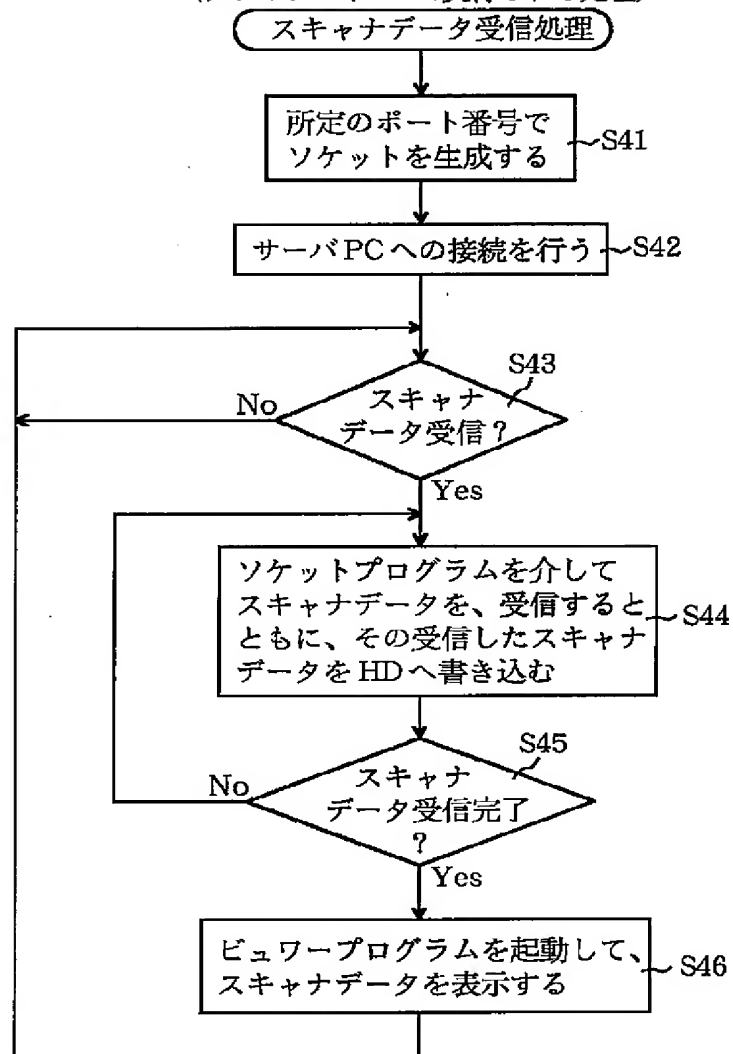 スキャナデータ受信処理
所定のポート番号で
ソケットを生成する
S41
サーバPCへの接続を行う
S42
S43
スキャナ
データ受信？
No
Yes
ソケットプログラムを介して
スキャナデータを、受信すると
ともに、その受信したスキャナ
データをHDへ書き込む
S44
S45
スキャナ
データ受信完了
？
No
Yes
ビュワープログラムを起動して、
スキャナデータを表示する
S46